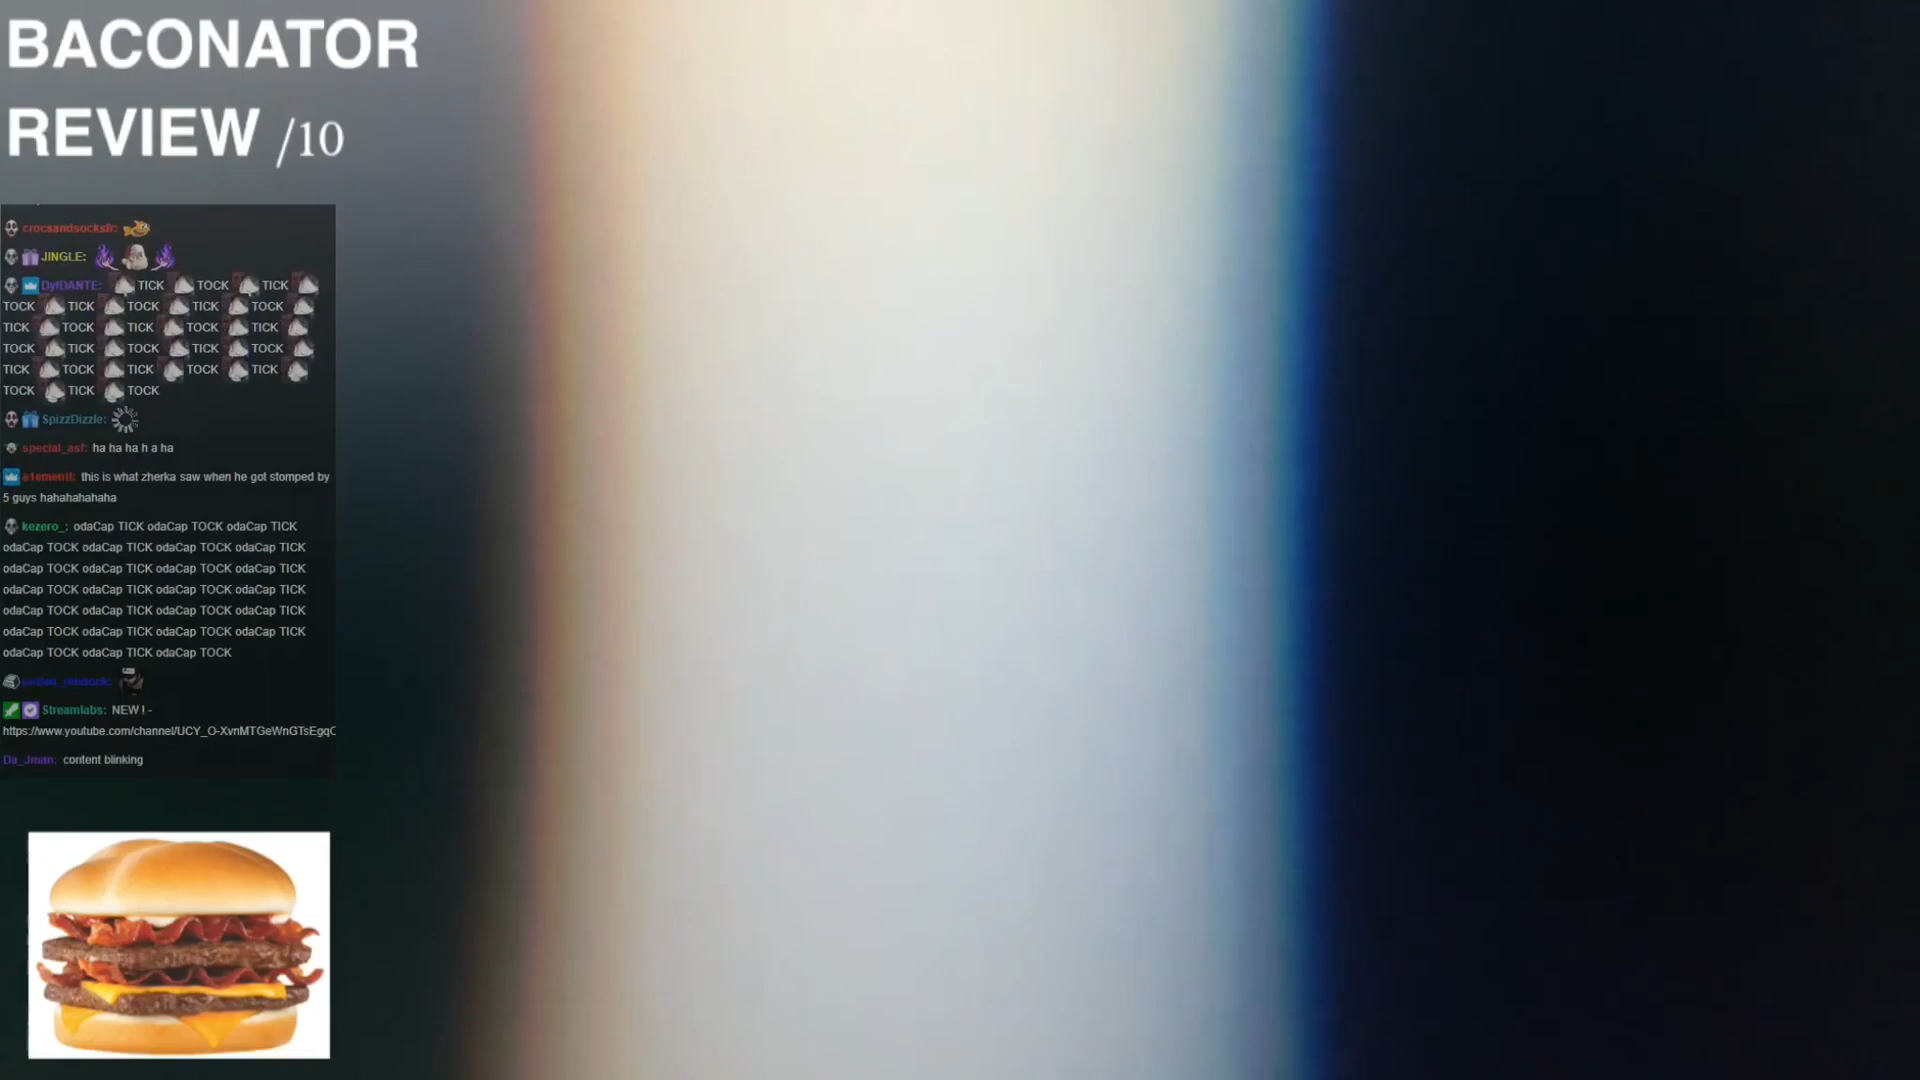 BACONATOR
REVIEW /10
crocsandsocksfr:
JINGLE:
DylDANTE: TICK TOCK TICK
TOCK TICK TOCK TICK TOCK
TICK TOCK TICK TOCK TICK
TOCK TICK TOCK TICK TOCK
TICK TOCK TICK TOCK TICK
TOCK TICK TOCK
SpizzDizzle:
special_asf: ha ha ha h a ha
this is what zherka saw when he got stomped by
5 guys hahahahahaha
kezero_: odaCap TICK odaCap TOCK odaCap TICK
odaCap TOCK odaCap TICK odaCap TOCK odaCap TICK
odaCap TOCK odaCap TICK odaCap TOCK odaCap TICK
odaCap TOCK odaCap TICK odaCap TOCK odaCap TICK
odaCap TOCK odaCap TICK odaCap TOCK odaCap TICK
odaCap TOCK odaCap TICK odaCap TOCK odaCap TICK
odaCap TOCK odaCap TICK odaCap TOCK
Streamlabs: NEW ! -
https://www.youtube.com/channel/UCY_O-XvnMTGeWnGTsEgqC
Da_Jman: content blinking